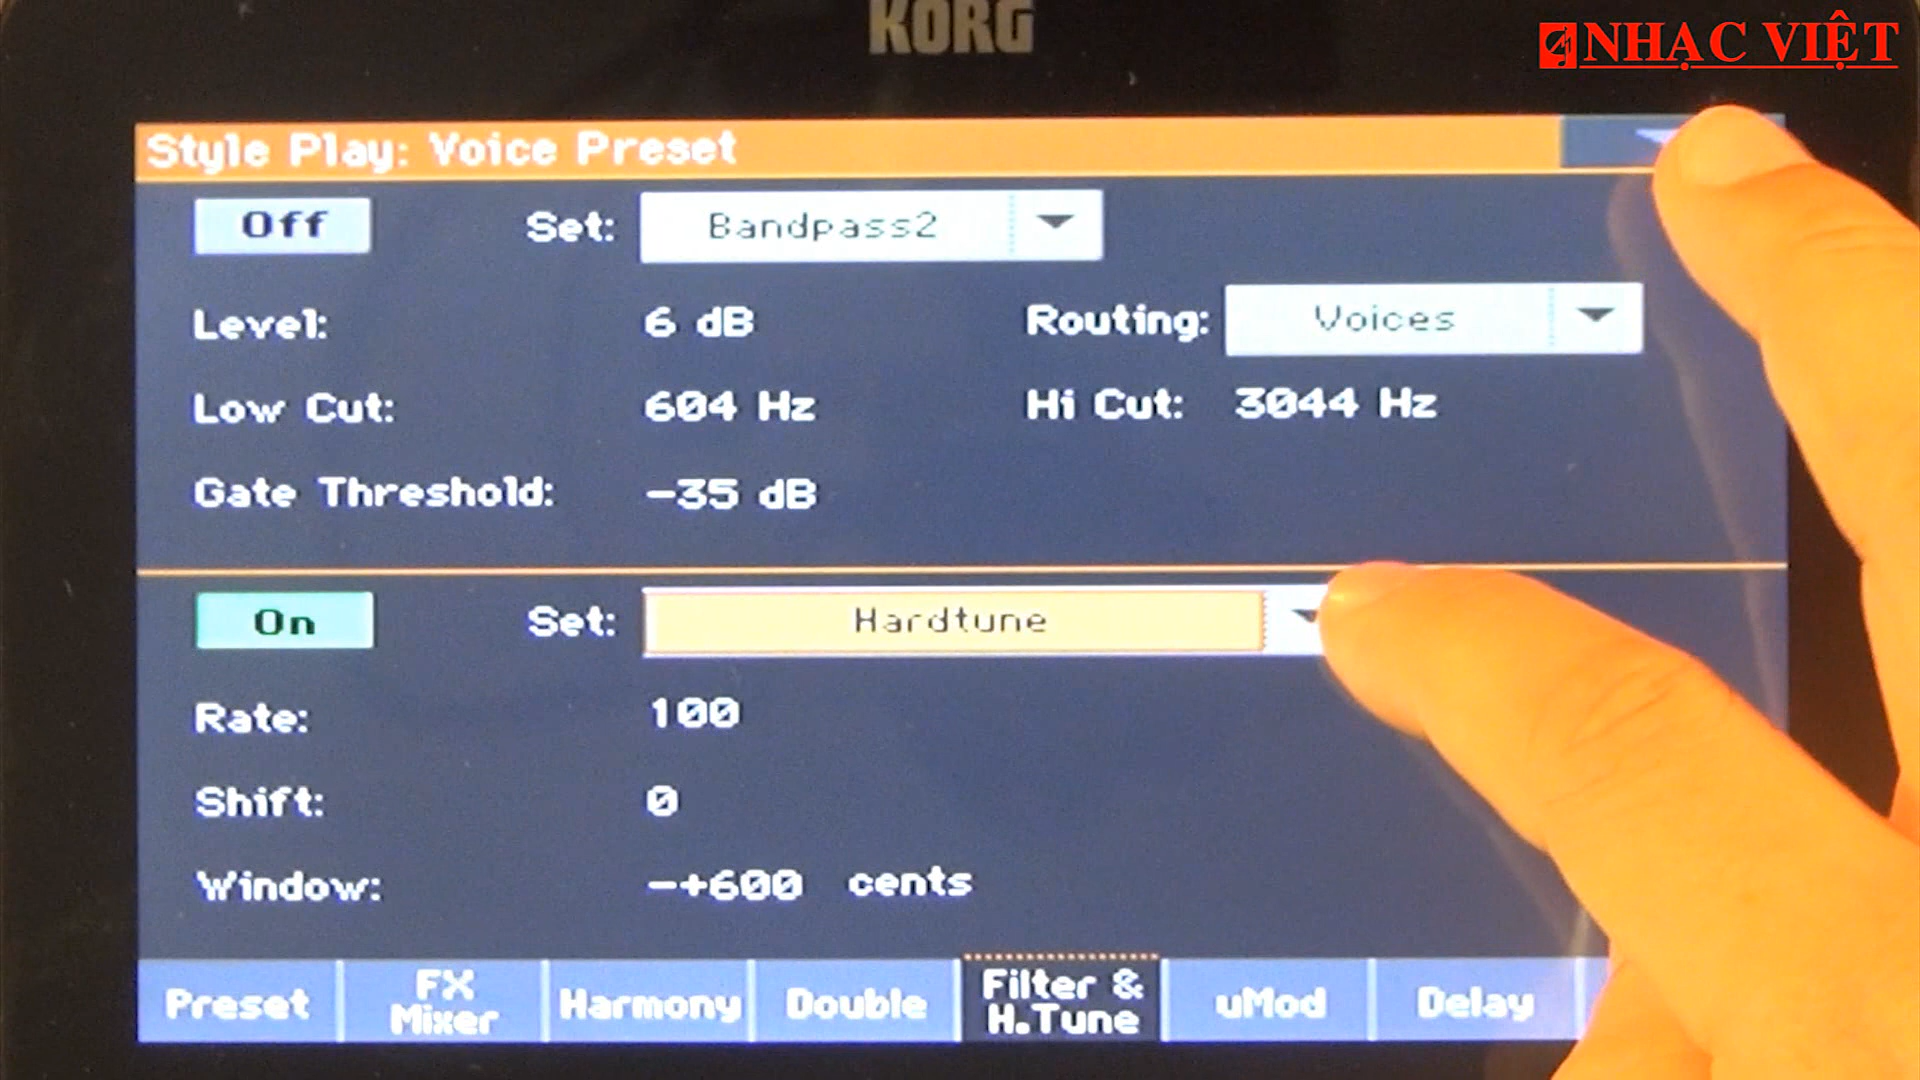 KORG
NHẠC VIỆT
Style Play: Voice Preset
Off Set: Bandpass2
Level: 6 dB Routing: Voices
Low Cut: 604 Hz Hi Cut: 3044 Hz
Gate Threshold: -35 dB
On Set: Hardtune
Rate: 100
Shift: 0
Window: -+600 cents
Preset
FX
Mixer
Harmony
Double
Filter &
H.Tune
uMod
Delay